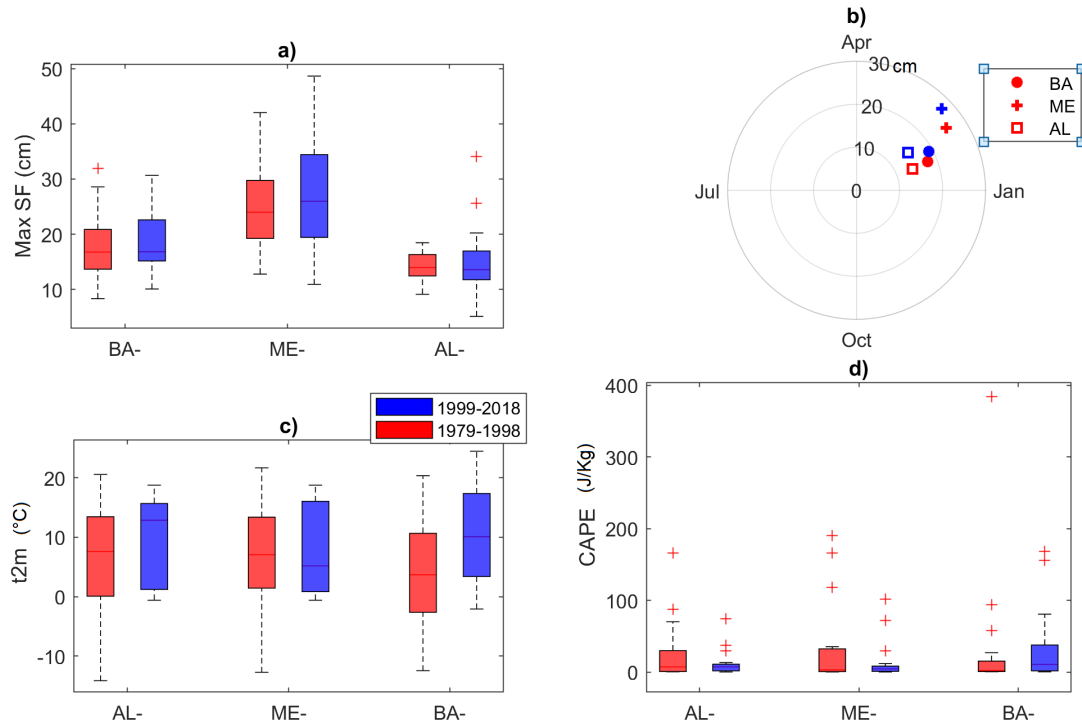 a)
50
40
30
20
10
Max SF (cm)
BA-
ME-
AL-
b)
Apr
30 cm
20
10
0
Jul
Jan
Oct
BA
ME
AL
c)
1999-2018
1979-1998
20
10
0
-10
t2m (°C)
AL-
ME-
BA-
d)
400
300
200
100
0
CAPE (J/Kg)
AL-
ME-
BA-